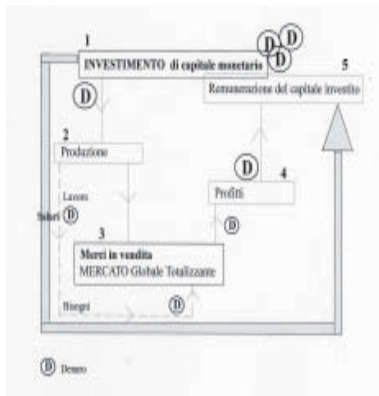 1
INVESTIMENTO di capitale monetario
D
D
D
5
Remunerazione del capitale investito
D
2
Produzione
D
4
Profitti
Lavoro
Salari D
D
3
Merci in vendita
MERCATO Globale Totalizzante
Bisogni
D
D Denaro